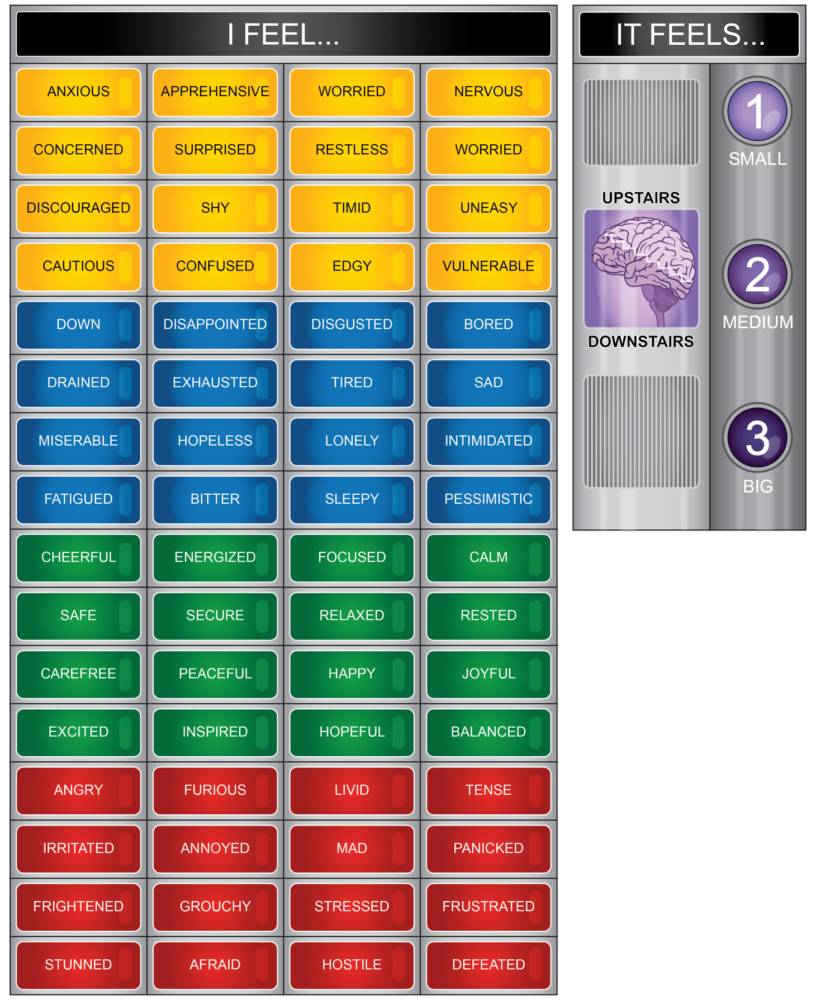 I FEEL...
ANXIOUS APPREHENSIVE WORRIED NERVOUS
CONCERNED SURPRISED RESTLESS WORRIED
DISCOURAGED SHY TIMID UNEASY
CAUTIOUS CONFUSED EDGY VULNERABLE
DOWN DISAPPOINTED DISGUSTED BORED
DRAINED EXHAUSTED TIRED SAD
MISERABLE HOPELESS LONELY INTIMIDATED
FATIGUED BITTER SLEEPY PESSIMISTIC
CHEERFUL ENERGIZED FOCUSED CALM
SAFE SECURE RELAXED RESTED
CAREFREE PEACEFUL HAPPY JOYFUL
EXCITED INSPIRED HOPEFUL BALANCED
ANGRY FURIOUS LIVID TENSE
IRRITATED ANNOYED MAD PANICKED
FRIGHTENED GROUCHY STRESSED FRUSTRATED
STUNNED AFRAID HOSTILE DEFEATED
IT FEELS...
UPSTAIRS
DOWNSTAIRS
1
SMALL
2
MEDIUM
3
BIG